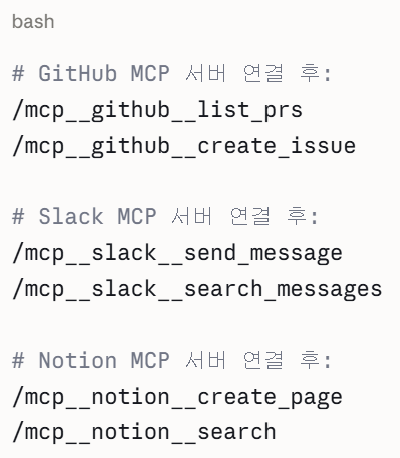 bash
# GitHub MCP 서버 연결 후:
/mcp__github__list_prs
/mcp__github__create_issue
# Slack MCP 서버 연결 후:
/mcp__slack__send_message
/mcp__slack__search_messages
# Notion MCP 서버 연결 후:
/mcp__notion__create_page
/mcp__notion__search